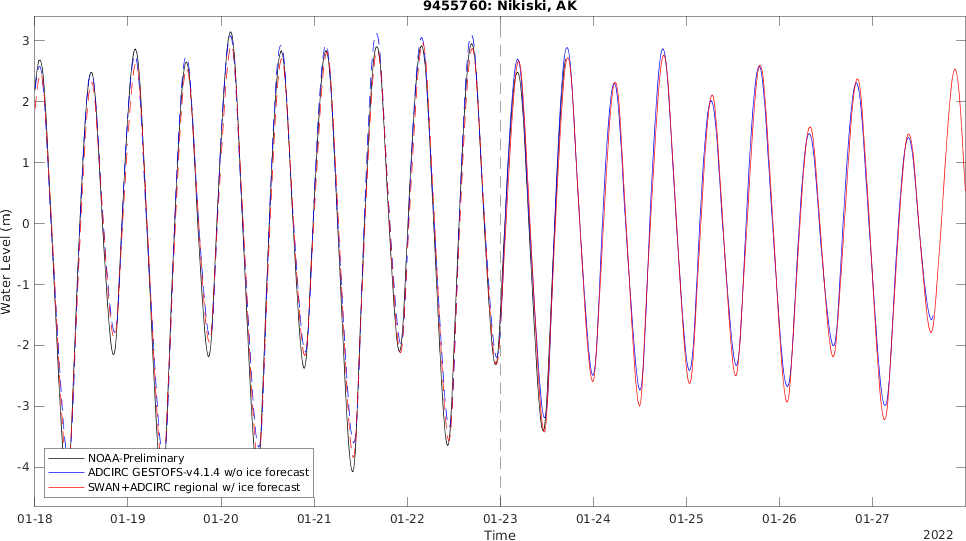 9455760: Nikiski, AK
3
2
1
0
-1
-2
-3
-4
Water Level (m)
NOAA-Preliminary
ADCIRC GESTOFS-v4.1.4 w/o ice forecast
SWAN+ADCIRC regional w/ ice forecast
01-18 01-19 01-20 01-21 01-22 01-23 01-24 01-25 01-26 01-27
Time
2022